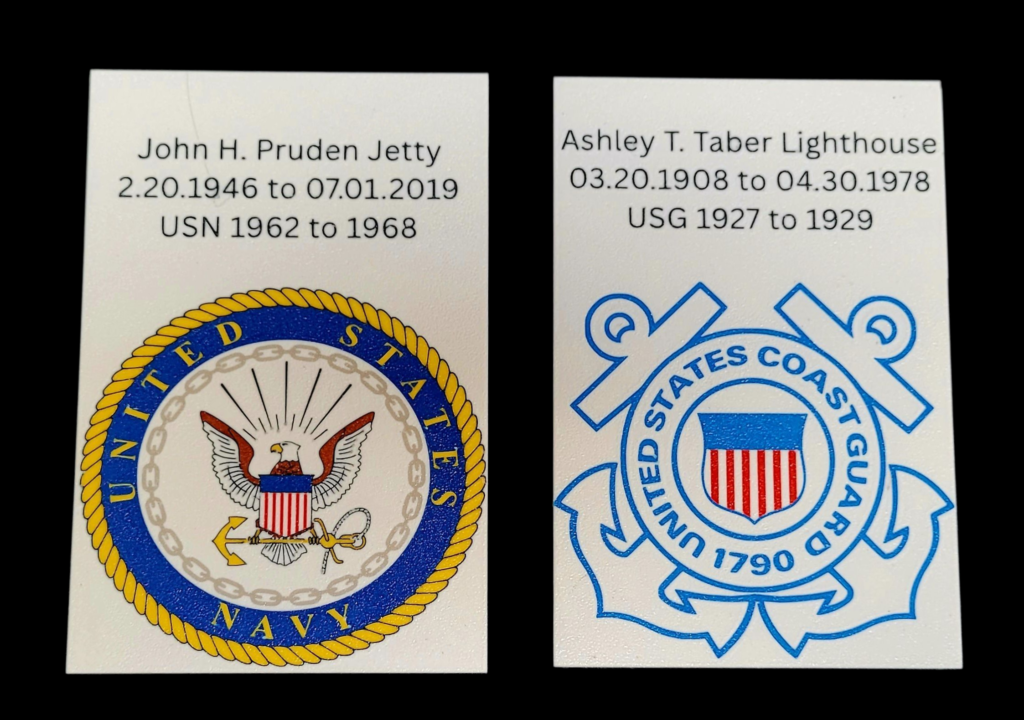 John H. Pruden Jetty
2.20.1946 to 07.01.2019
USN 1962 to 1968
UNITED STATES
NAVY
Ashley T. Taber Lighthouse
03.20.1908 to 04.30.1978
USG 1927 to 1929
UNITED STATES COAST GUARD
1790